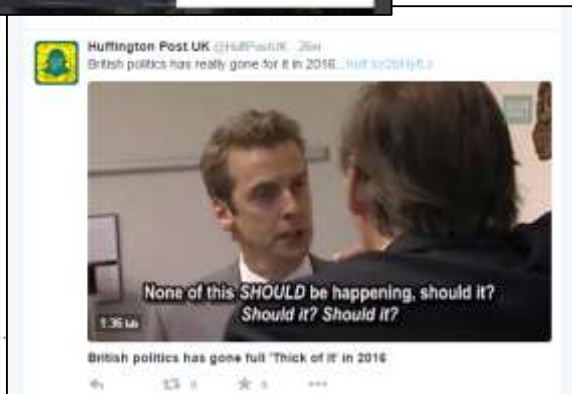 Huffington Post UK @HuffPostUK
British politics has really gone for it in 2016...
None of this SHOULD be happening, should it?
Should it? Should it?
British politics has gone full 'Thick of it' in 2016